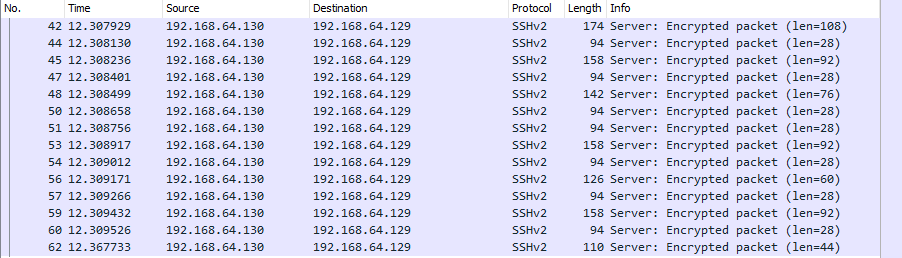 No. Time Source Destination Protocol Length Info
42 12.307929 192.168.64.130 192.168.64.129 SSHv2 174 Server: Encrypted packet (len=108)
44 12.308130 192.168.64.130 192.168.64.129 SSHv2 94 Server: Encrypted packet (len=28)
45 12.308236 192.168.64.130 192.168.64.129 SSHv2 158 Server: Encrypted packet (len=92)
47 12.308401 192.168.64.130 192.168.64.129 SSHv2 94 Server: Encrypted packet (len=28)
48 12.308499 192.168.64.130 192.168.64.129 SSHv2 142 Server: Encrypted packet (len=76)
50 12.308658 192.168.64.130 192.168.64.129 SSHv2 94 Server: Encrypted packet (len=28)
51 12.308756 192.168.64.130 192.168.64.129 SSHv2 94 Server: Encrypted packet (len=28)
53 12.308917 192.168.64.130 192.168.64.129 SSHv2 158 Server: Encrypted packet (len=92)
54 12.309012 192.168.64.130 192.168.64.129 SSHv2 94 Server: Encrypted packet (len=28)
56 12.309171 192.168.64.130 192.168.64.129 SSHv2 126 Server: Encrypted packet (len=60)
57 12.309266 192.168.64.130 192.168.64.129 SSHv2 94 Server: Encrypted packet (len=28)
59 12.309432 192.168.64.130 192.168.64.129 SSHv2 158 Server: Encrypted packet (len=92)
60 12.309526 192.168.64.130 192.168.64.129 SSHv2 94 Server: Encrypted packet (len=28)
62 12.367733 192.168.64.130 192.168.64.129 SSHv2 110 Server: Encrypted packet (len=44)